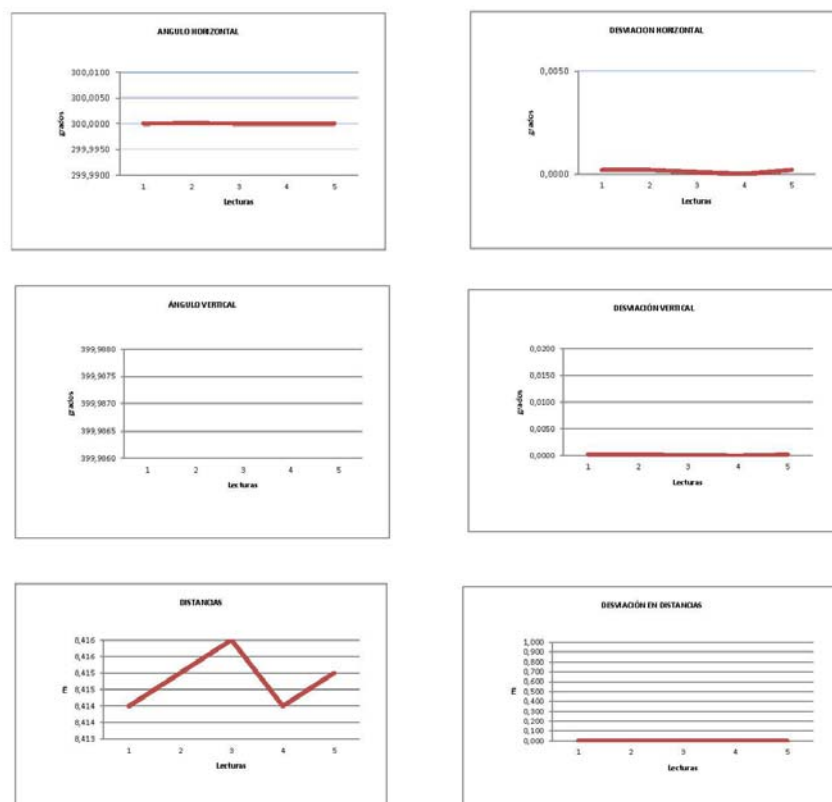 ANGULO HORIZONTAL
300,0100
300,0050
300,0000
299,9950
299,9900
grados
1 2 3 4 5
Lecturas
DESVIACION HORIZONTAL
0,0050
0,0000
grados
1 2 3 4 5
Lecturas
ÁNGULO VERTICAL
399,9880
399,9875
399,9870
399,9865
399,9860
grados
1 2 3 4 5
Lecturas
DESVIACIÓN VERTICAL
0,0200
0,0150
0,0100
0,0050
0,0000
grados
1 2 3 4 5
Lecturas
DISTANCIAS
8,416
8,416
8,415
8,415
8,414
8,414
8,413
m
1 2 3 4 5
Lecturas
DESVIACIÓN EN DISTANCIAS
1,000
0,900
0,800
0,700
0,600
0,500
0,400
0,300
0,200
0,100
0,000
m
1 2 3 4 5
Lecturas